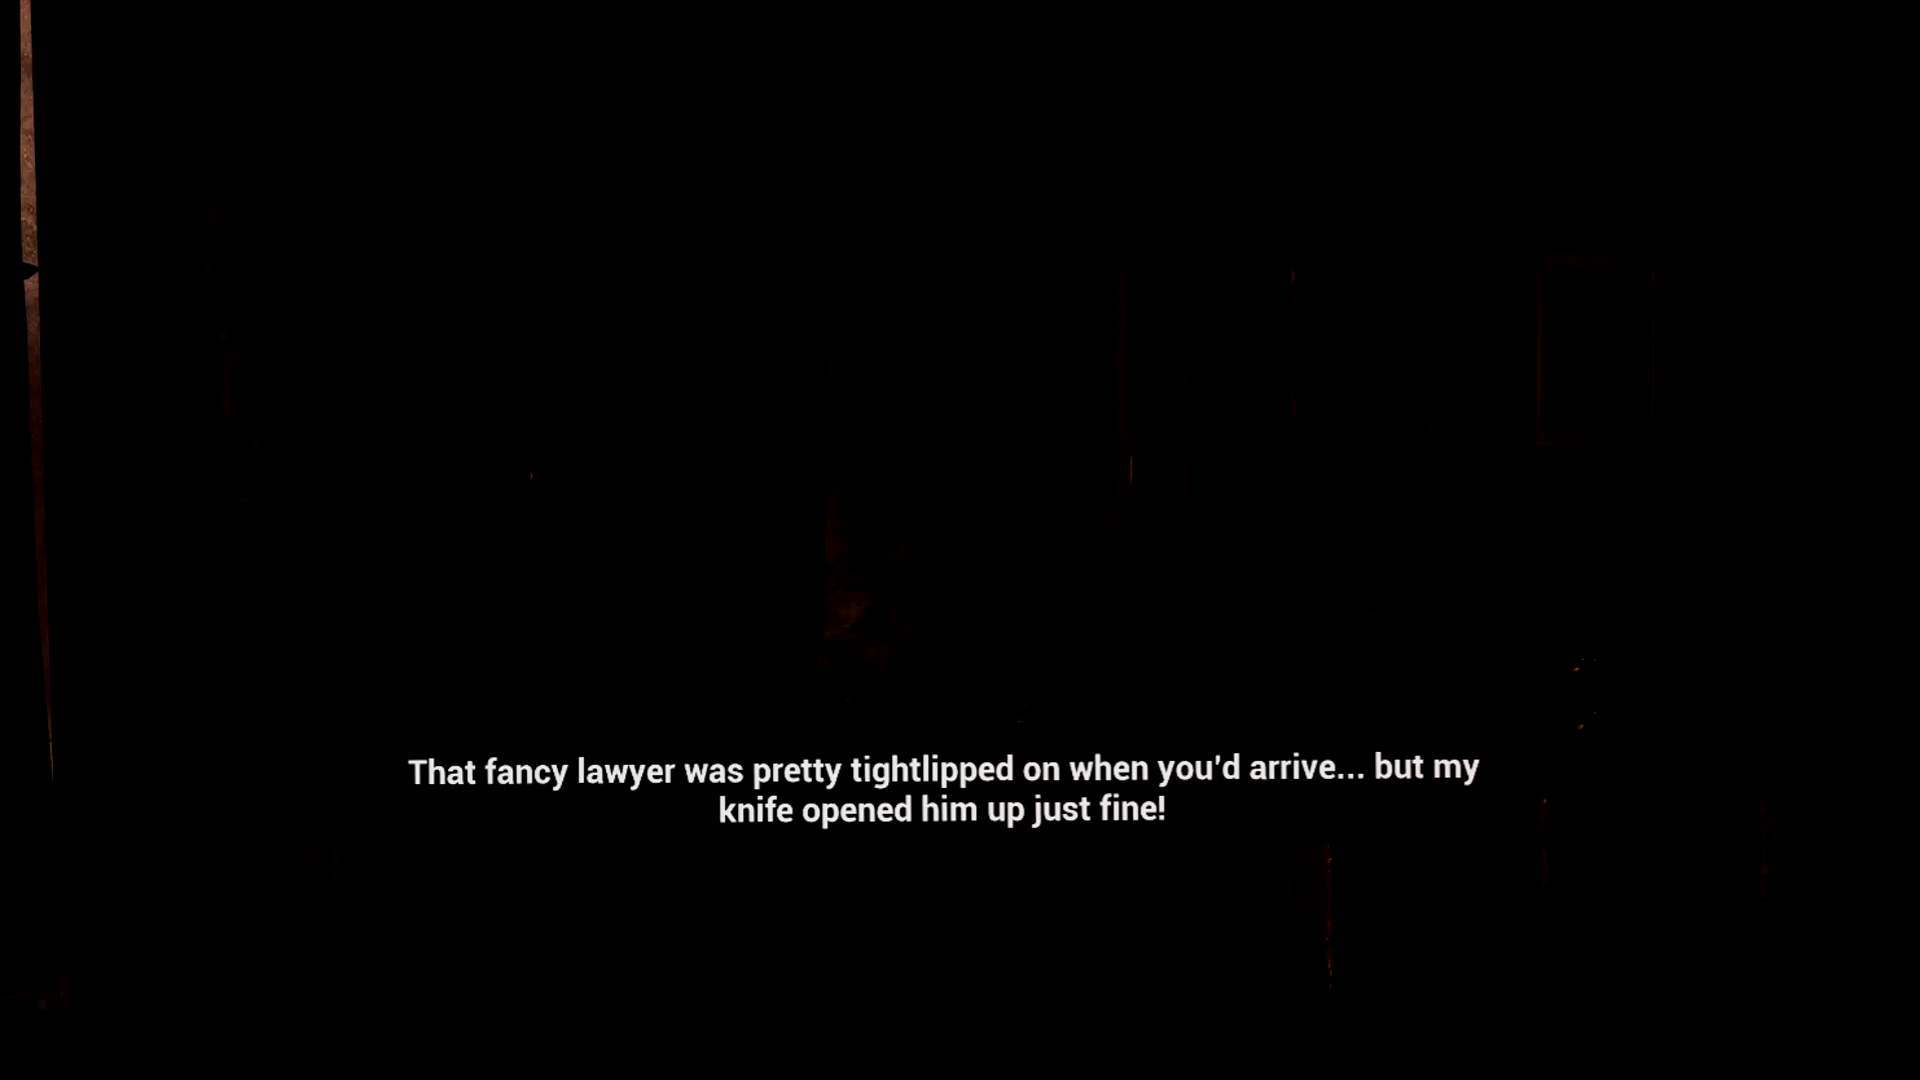 That fancy lawyer was pretty tightlipped on when you'd arrive... but my
knife opened him up just fine!